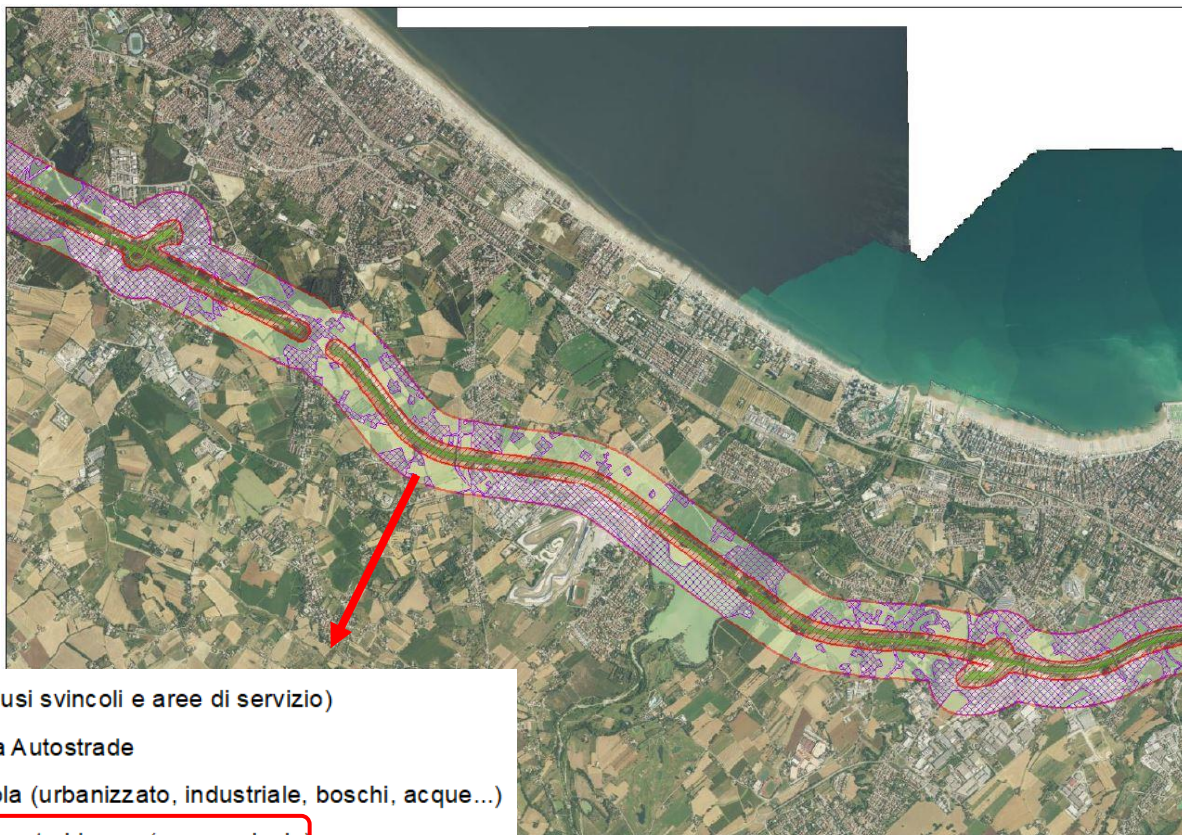 usi svincoli e aree di servizio)
a Autostrade
ola (urbanizzato, industriale, boschi, acque...)